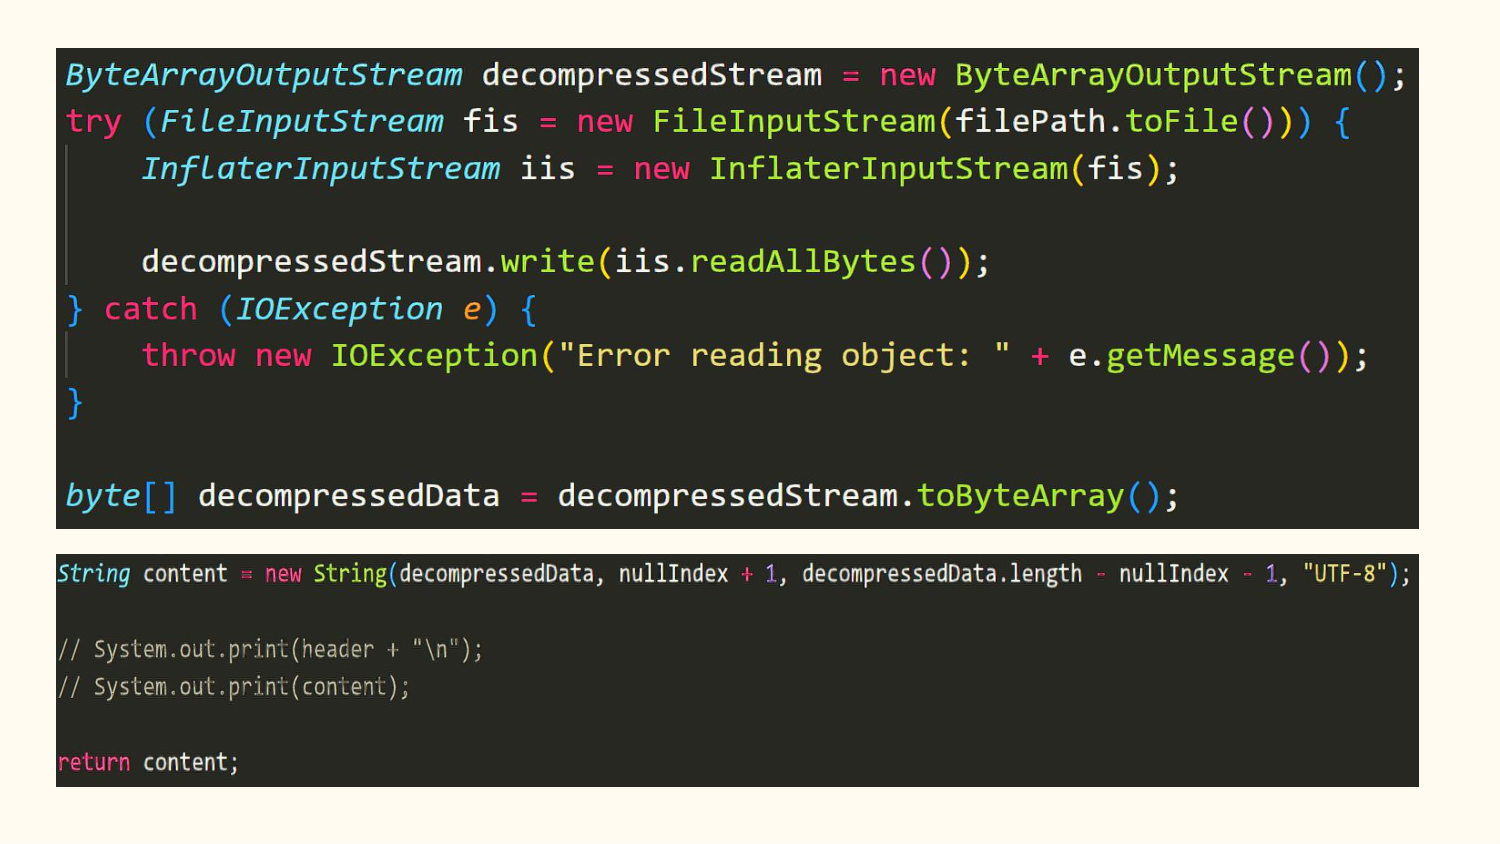 ByteArrayOutputStream decompressedStream = new ByteArrayOutputStream();
try (FileInputStream fis = new FileInputStream(filePath.toFile())) {
    InflaterInputStream iis = new InflaterInputStream(fis);

    decompressedStream.write(iis.readAllBytes());
} catch (IOException e) {
    throw new IOException("Error reading object: " + e.getMessage());
}

byte[] decompressedData = decompressedStream.toByteArray();
String content = new String(decompressedData, nullIndex + 1, decompressedData.length - nullIndex - 1, "UTF-8");

// System.out.print(header + "\n");
// System.out.print(content);

return content;